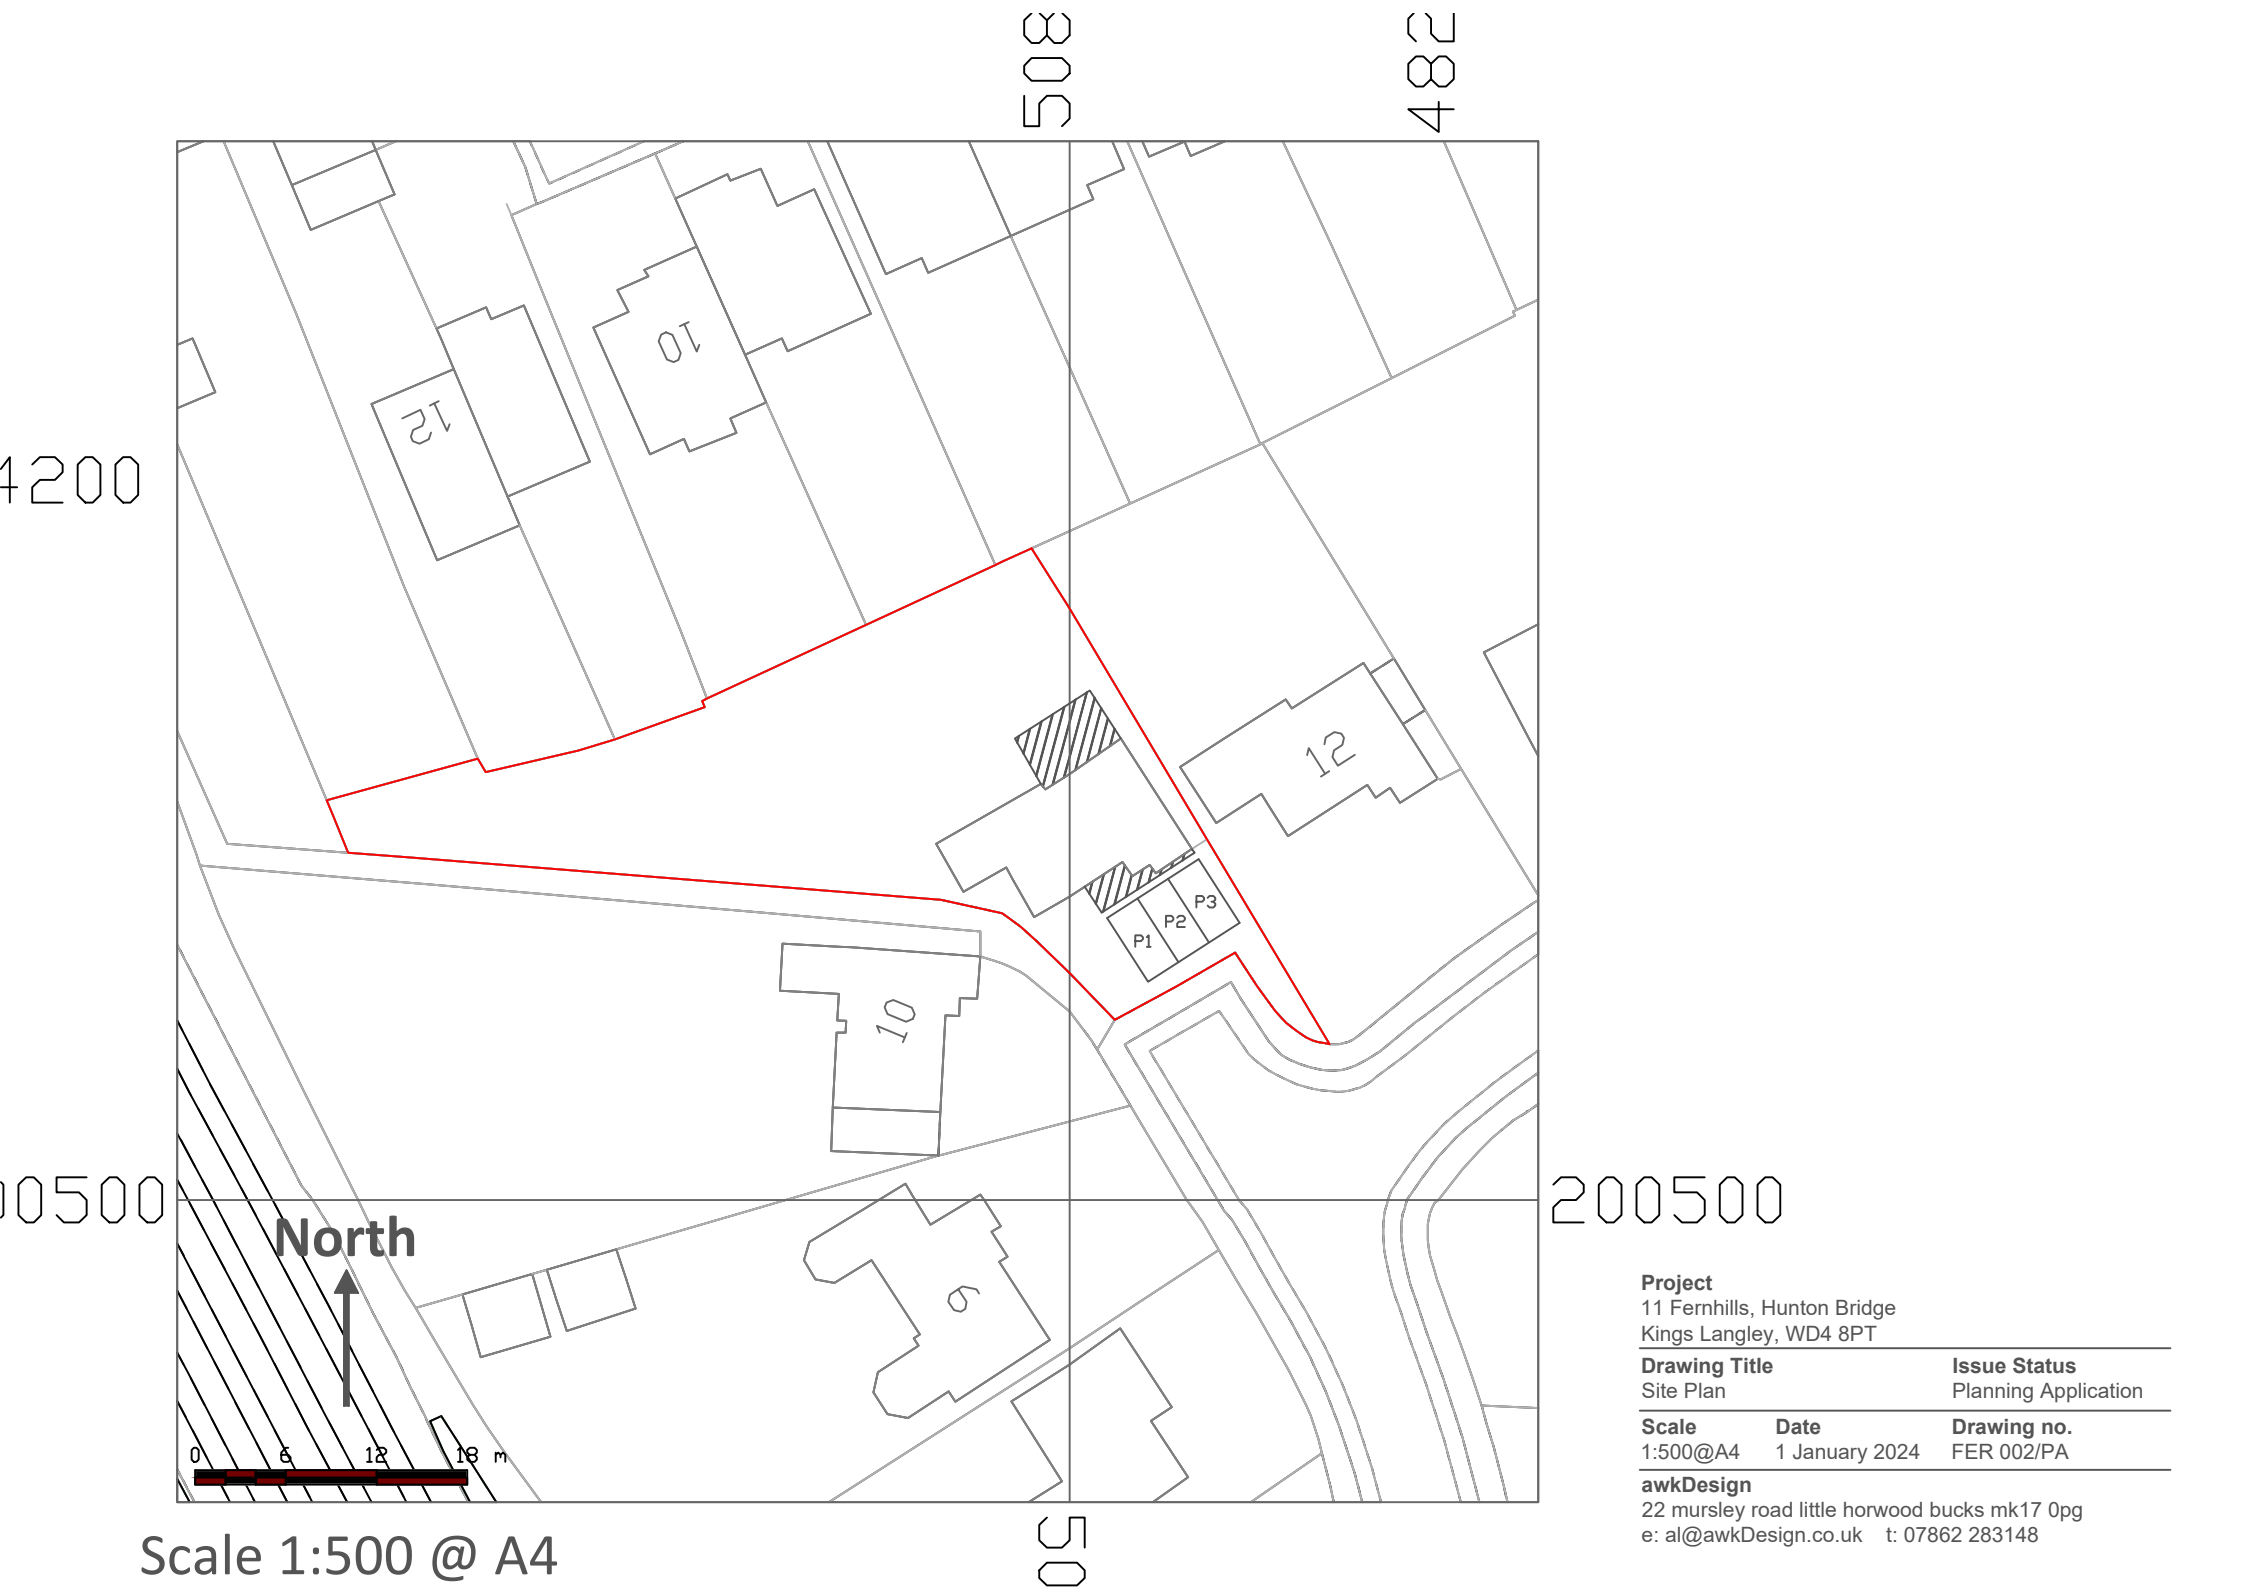 508
482
4200
12
10
12
P1
P2
P3
10
9
00500
200500
North
0 6 12 18 m
Scale 1:500 @ A4
50
Project
11 Fernhills, Hunton Bridge
Kings Langley, WD4 8PT
Drawing Title Issue Status
Site Plan Planning Application
Scale Date Drawing no.
1:500@A4 1 January 2024 FER 002/PA
awkDesign
22 mursley road little horwood bucks mk17 0pg
e: al@awkDesign.co.uk t: 07862 283148